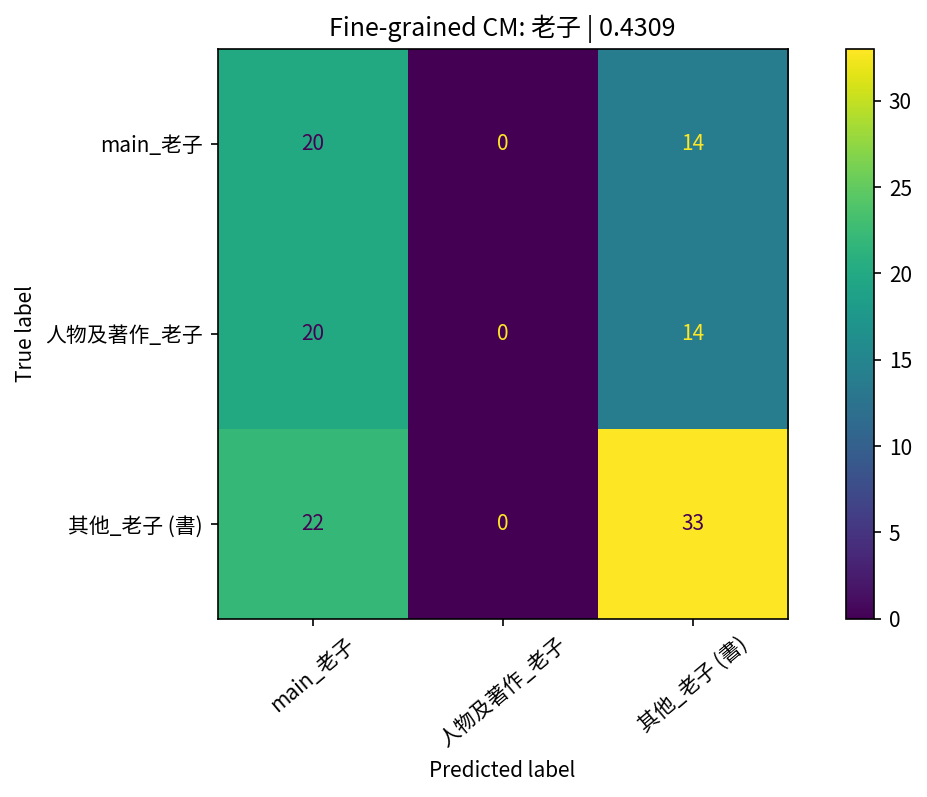 Fine-grained CM: 老子 | 0.4309
True label
main_老子
人物及著作_老子
其他_老子 (書)
20 0 14
20 0 14
22 0 33
main_老子
人物及著作_老子
其他_老子 (書)
Predicted label
30
25
20
15
10
5
0